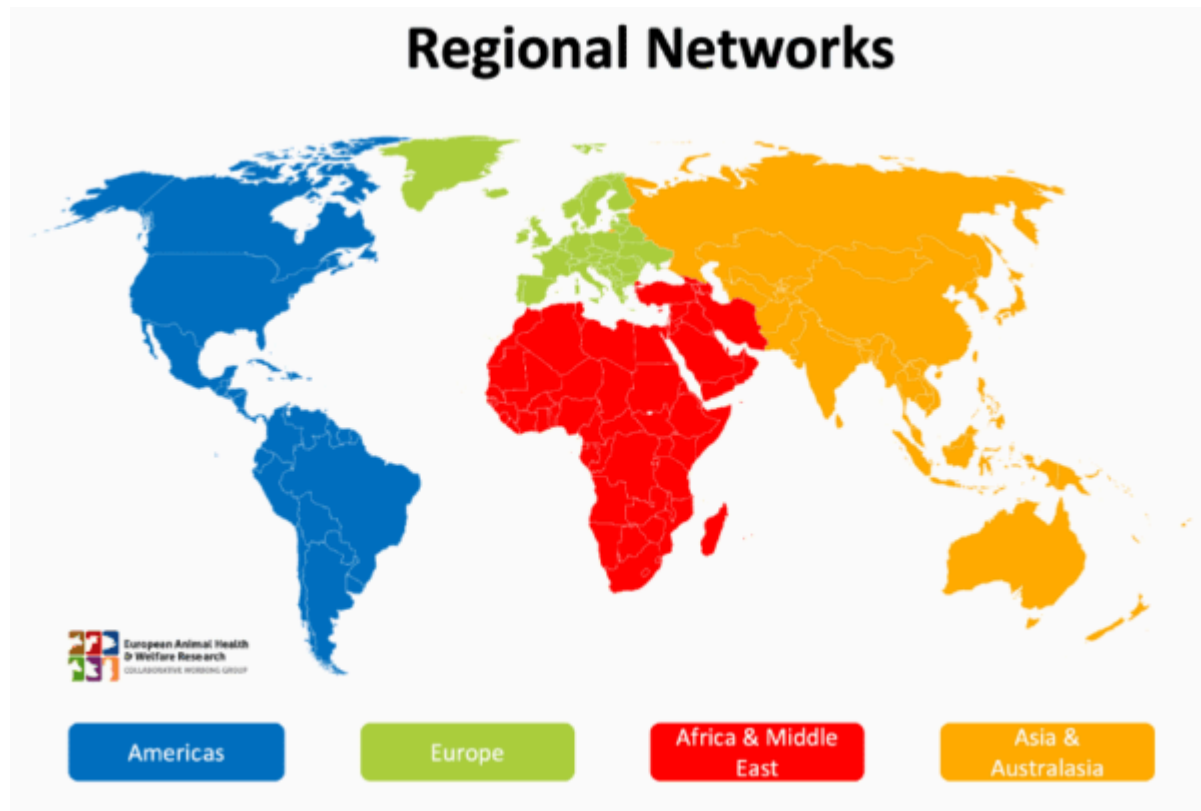 Regional Networks
European Animal Health
& Welfare Research
COLLABORATIVE WORKING GROUP
Americas
Europe
Africa & Middle
East
Asia &
Australasia